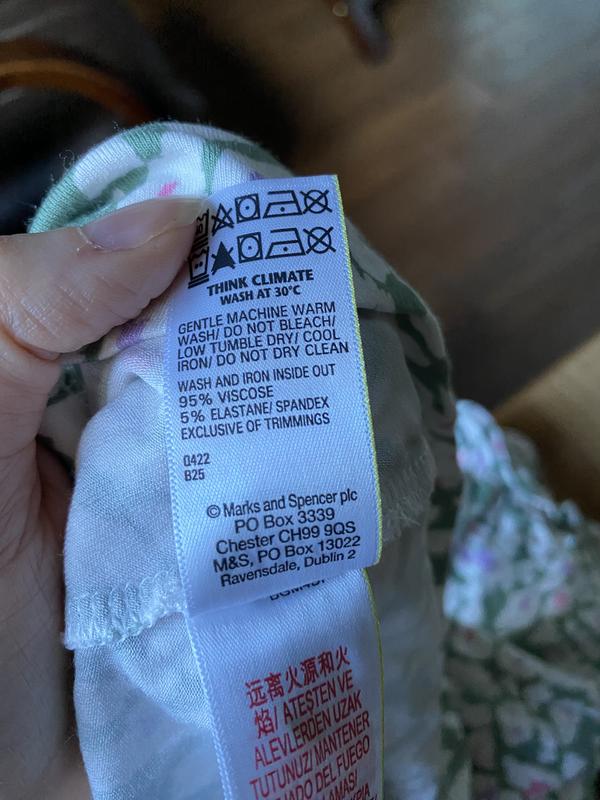 THINK CLIMATE
WASH AT 30°C
GENTLE MACHINE WARM
WASH/ DO NOT BLEACH/
LOW TUMBLE DRY/ COOL
IRON/ DO NOT DRY CLEAN
WASH AND IRON INSIDE OUT
95% VISCOSE
5% ELASTANE/ SPANDEX
EXCLUSIVE OF TRIMMINGS
0422
B25
© Marks and Spencer plc
PO Box 3339
Chester CH99 9QS
M&S, PO Box 13022
Ravensdale, Dublin 2
远离火源和火
焰/ ATEŞTEN VE
ALEVLERDEN UZAK
TUTUNUZ/ MANTENER
DEL FUEGO